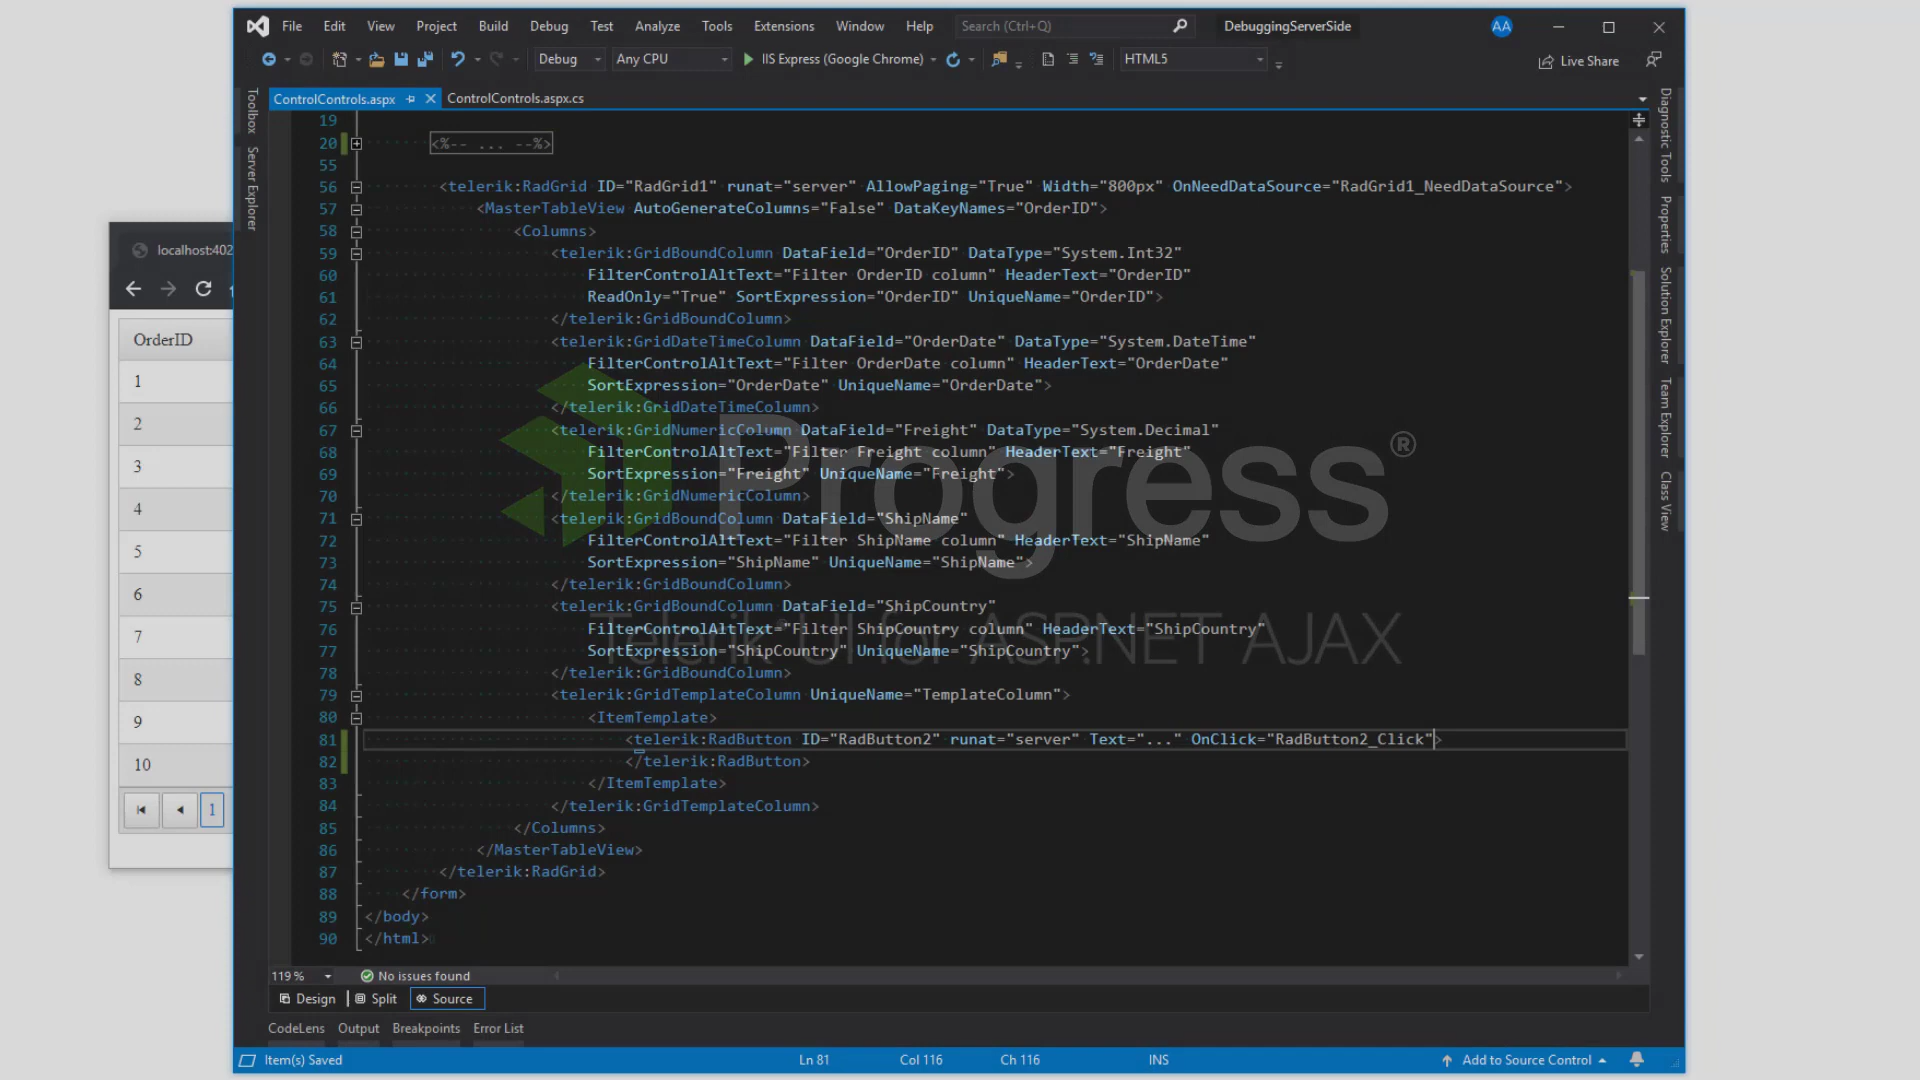 File Edit View Project Build Debug Test Analyze Tools Extensions Window Help Search (Ctrl+Q) DebuggingServerSide AA
Debug Any CPU IIS Express (Google Chrome) HTML5 Live Share
ControlControls.aspx ControlControls.aspx.cs
Toolbox
Server Explorer
localhost:402
OrderID
1
2
3
4
5
6
7
8
9
10
1
19
20 <%-- ... --%>
55
56 <telerik:RadGrid ID="RadGrid1" runat="server" AllowPaging="True" Width="800px" OnNeedDataSource="RadGrid1_NeedDataSource">
57 <MasterTableView AutoGenerateColumns="False" DataKeyNames="OrderID">
58 <Columns>
59 <telerik:GridBoundColumn DataField="OrderID" DataType="System.Int32"
60 FilterControlAltText="Filter OrderID column" HeaderText="OrderID"
61 ReadOnly="True" SortExpression="OrderID" UniqueName="OrderID">
62 </telerik:GridBoundColumn>
63 <telerik:GridDateTimeColumn DataField="OrderDate" DataType="System.DateTime"
64 FilterControlAltText="Filter OrderDate column" HeaderText="OrderDate"
65 SortExpression="OrderDate" UniqueName="OrderDate">
66 </telerik:GridDateTimeColumn>
67 <telerik:GridNumericColumn DataField="Freight" DataType="System.Decimal"
68 FilterControlAltText="Filter Freight column" HeaderText="Freight"
69 SortExpression="Freight" UniqueName="Freight">
70 </telerik:GridNumericColumn>
71 <telerik:GridBoundColumn DataField="ShipName"
72 FilterControlAltText="Filter ShipName column" HeaderText="ShipName"
73 SortExpression="ShipName" UniqueName="ShipName">
74 </telerik:GridBoundColumn>
75 <telerik:GridBoundColumn DataField="ShipCountry"
76 FilterControlAltText="Filter ShipCountry column" HeaderText="ShipCountry"
77 SortExpression="ShipCountry" UniqueName="ShipCountry">
78 </telerik:GridBoundColumn>
79 <telerik:GridTemplateColumn UniqueName="TemplateColumn">
80 <ItemTemplate>
81 <telerik:RadButton ID="RadButton2" runat="server" Text="..." OnClick="RadButton2_Click">
82 </telerik:RadButton>
83 </ItemTemplate>
84 </telerik:GridTemplateColumn>
85 </Columns>
86 </MasterTableView>
87 </telerik:RadGrid>
88 </form>
89 </body>
90 </html>
Progress®
Telerik UI for ASP.NET AJAX
Diagnostic Tools
Properties
Solution Explorer
Team Explorer
Class View
119 % No issues found
Design Split Source
CodeLens Output Breakpoints Error List
Item(s) Saved Ln 81 Col 116 Ch 116 INS Add to Source Control